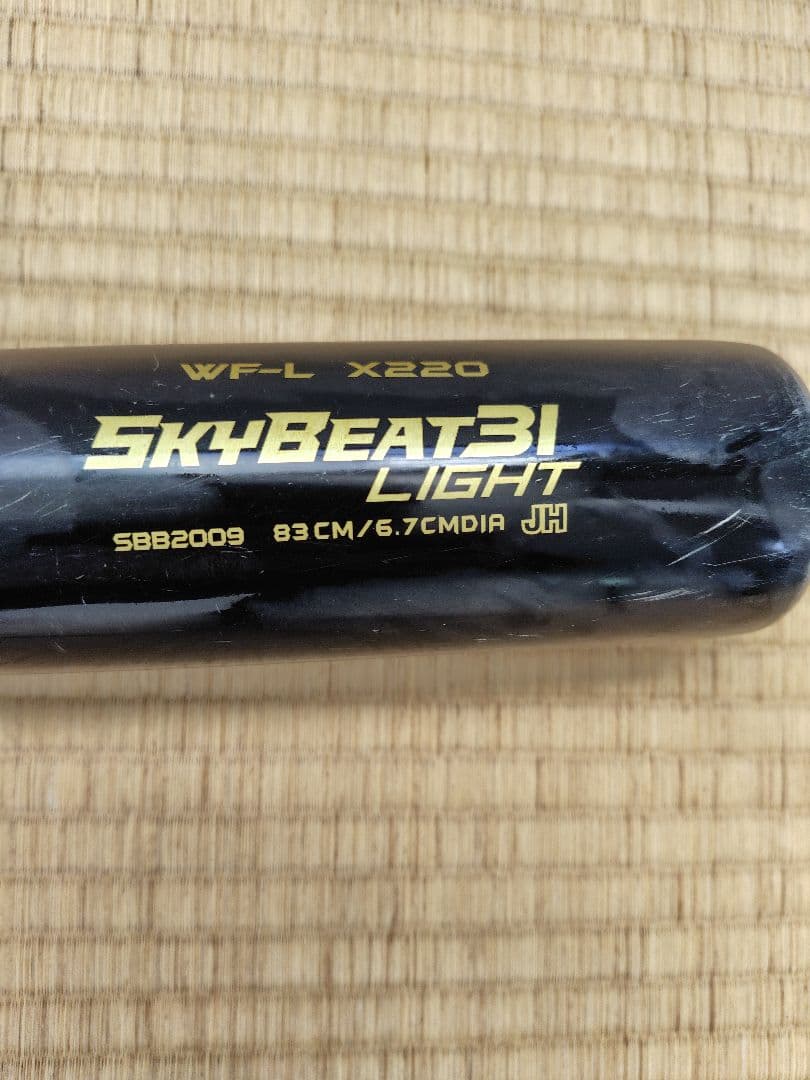 WF-L X220
SKYBEAT31
LIGHT
SBB2009 83CM/6.7CMDIA JH